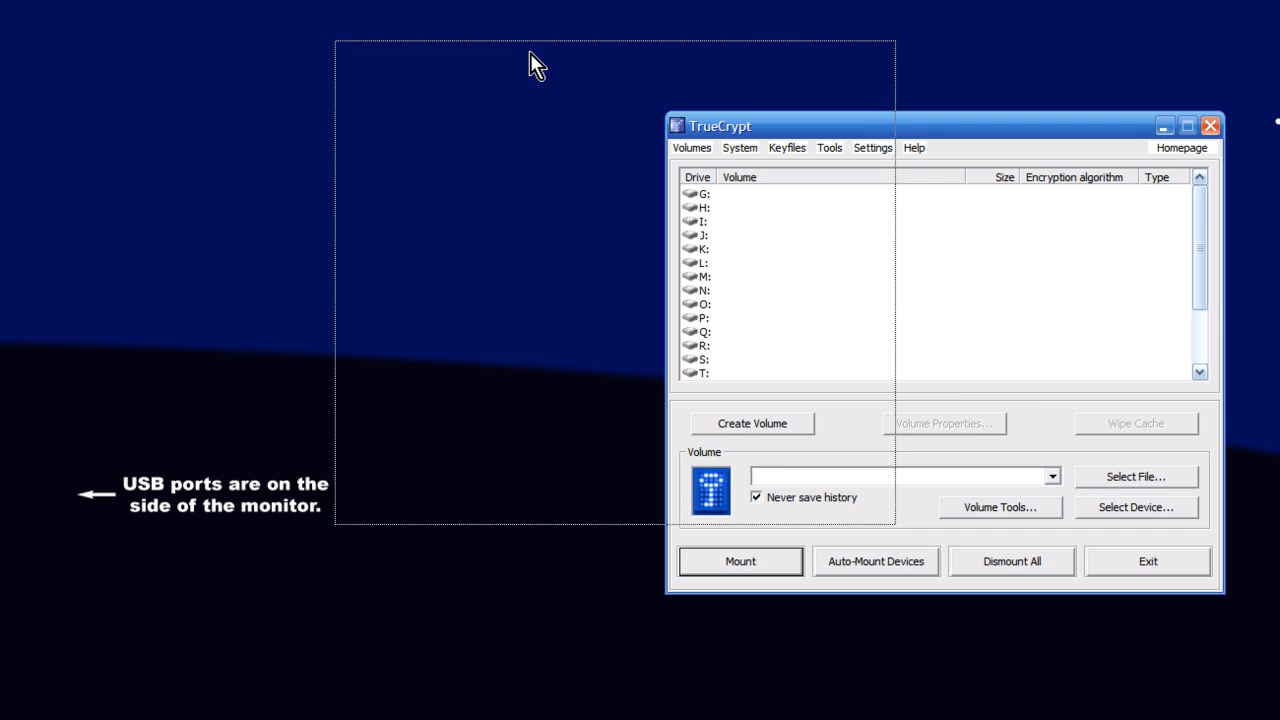 TrueCrypt
Volumes System Keyfiles Tools Settings Help Homepage
Drive Volume Size Encryption algorithm Type
G:
H:
I:
J:
K:
L:
M:
N:
O:
P:
Q:
R:
S:
T:
Create Volume Volume Properties... Wipe Cache
Volume
Select File...
Never save history
Volume Tools... Select Device...
Mount Auto-Mount Devices Dismount All Exit
USB ports are on the
side of the monitor.